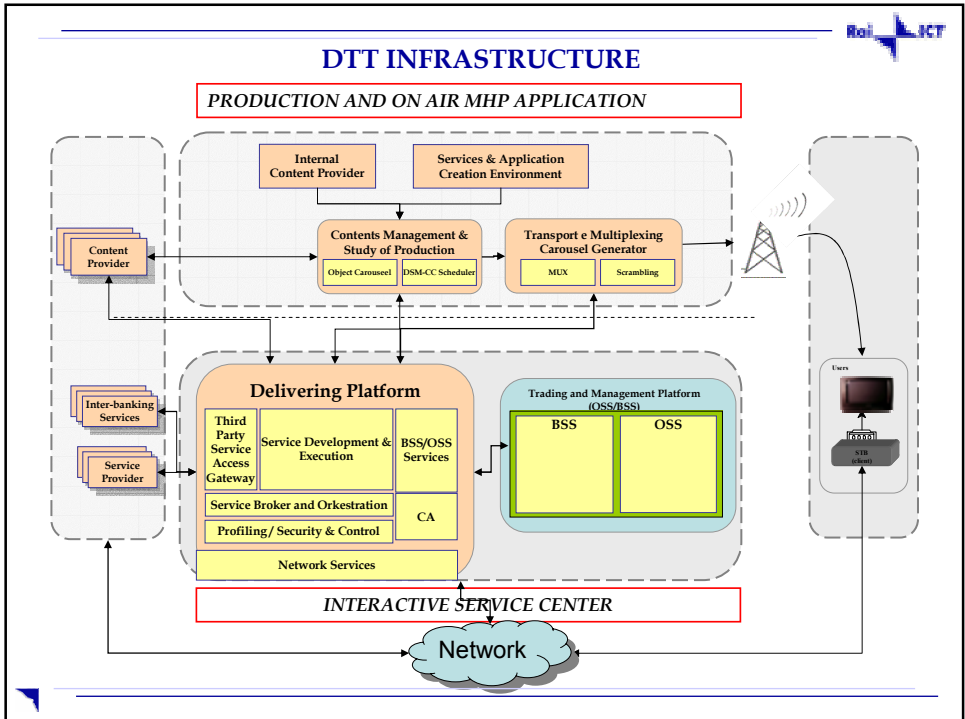 Rai ICT
DTT INFRASTRUCTURE
PRODUCTION AND ON AIR MHP APPLICATION
Internal
Content Provider
Services & Application
Creation Environment
Content
Provider
Contents Management &
Study of Production
Object Carouseel
DSM-CC Scheduler
Transport e Multiplexing
Carousel Generator
MUX
Scrambling
Users
STB
(client)
Inter-banking
Services
Service
Provider
Delivering Platform
Third
Party
Service
Access
Gateway
Service Development &
Execution
BSS/OSS
Services
Service Broker and Orkestration
CA
Profiling / Security & Control
Network Services
Trading and Management Platform
(OSS/BSS)
BSS
OSS
INTERACTIVE SERVICE CENTER
Network